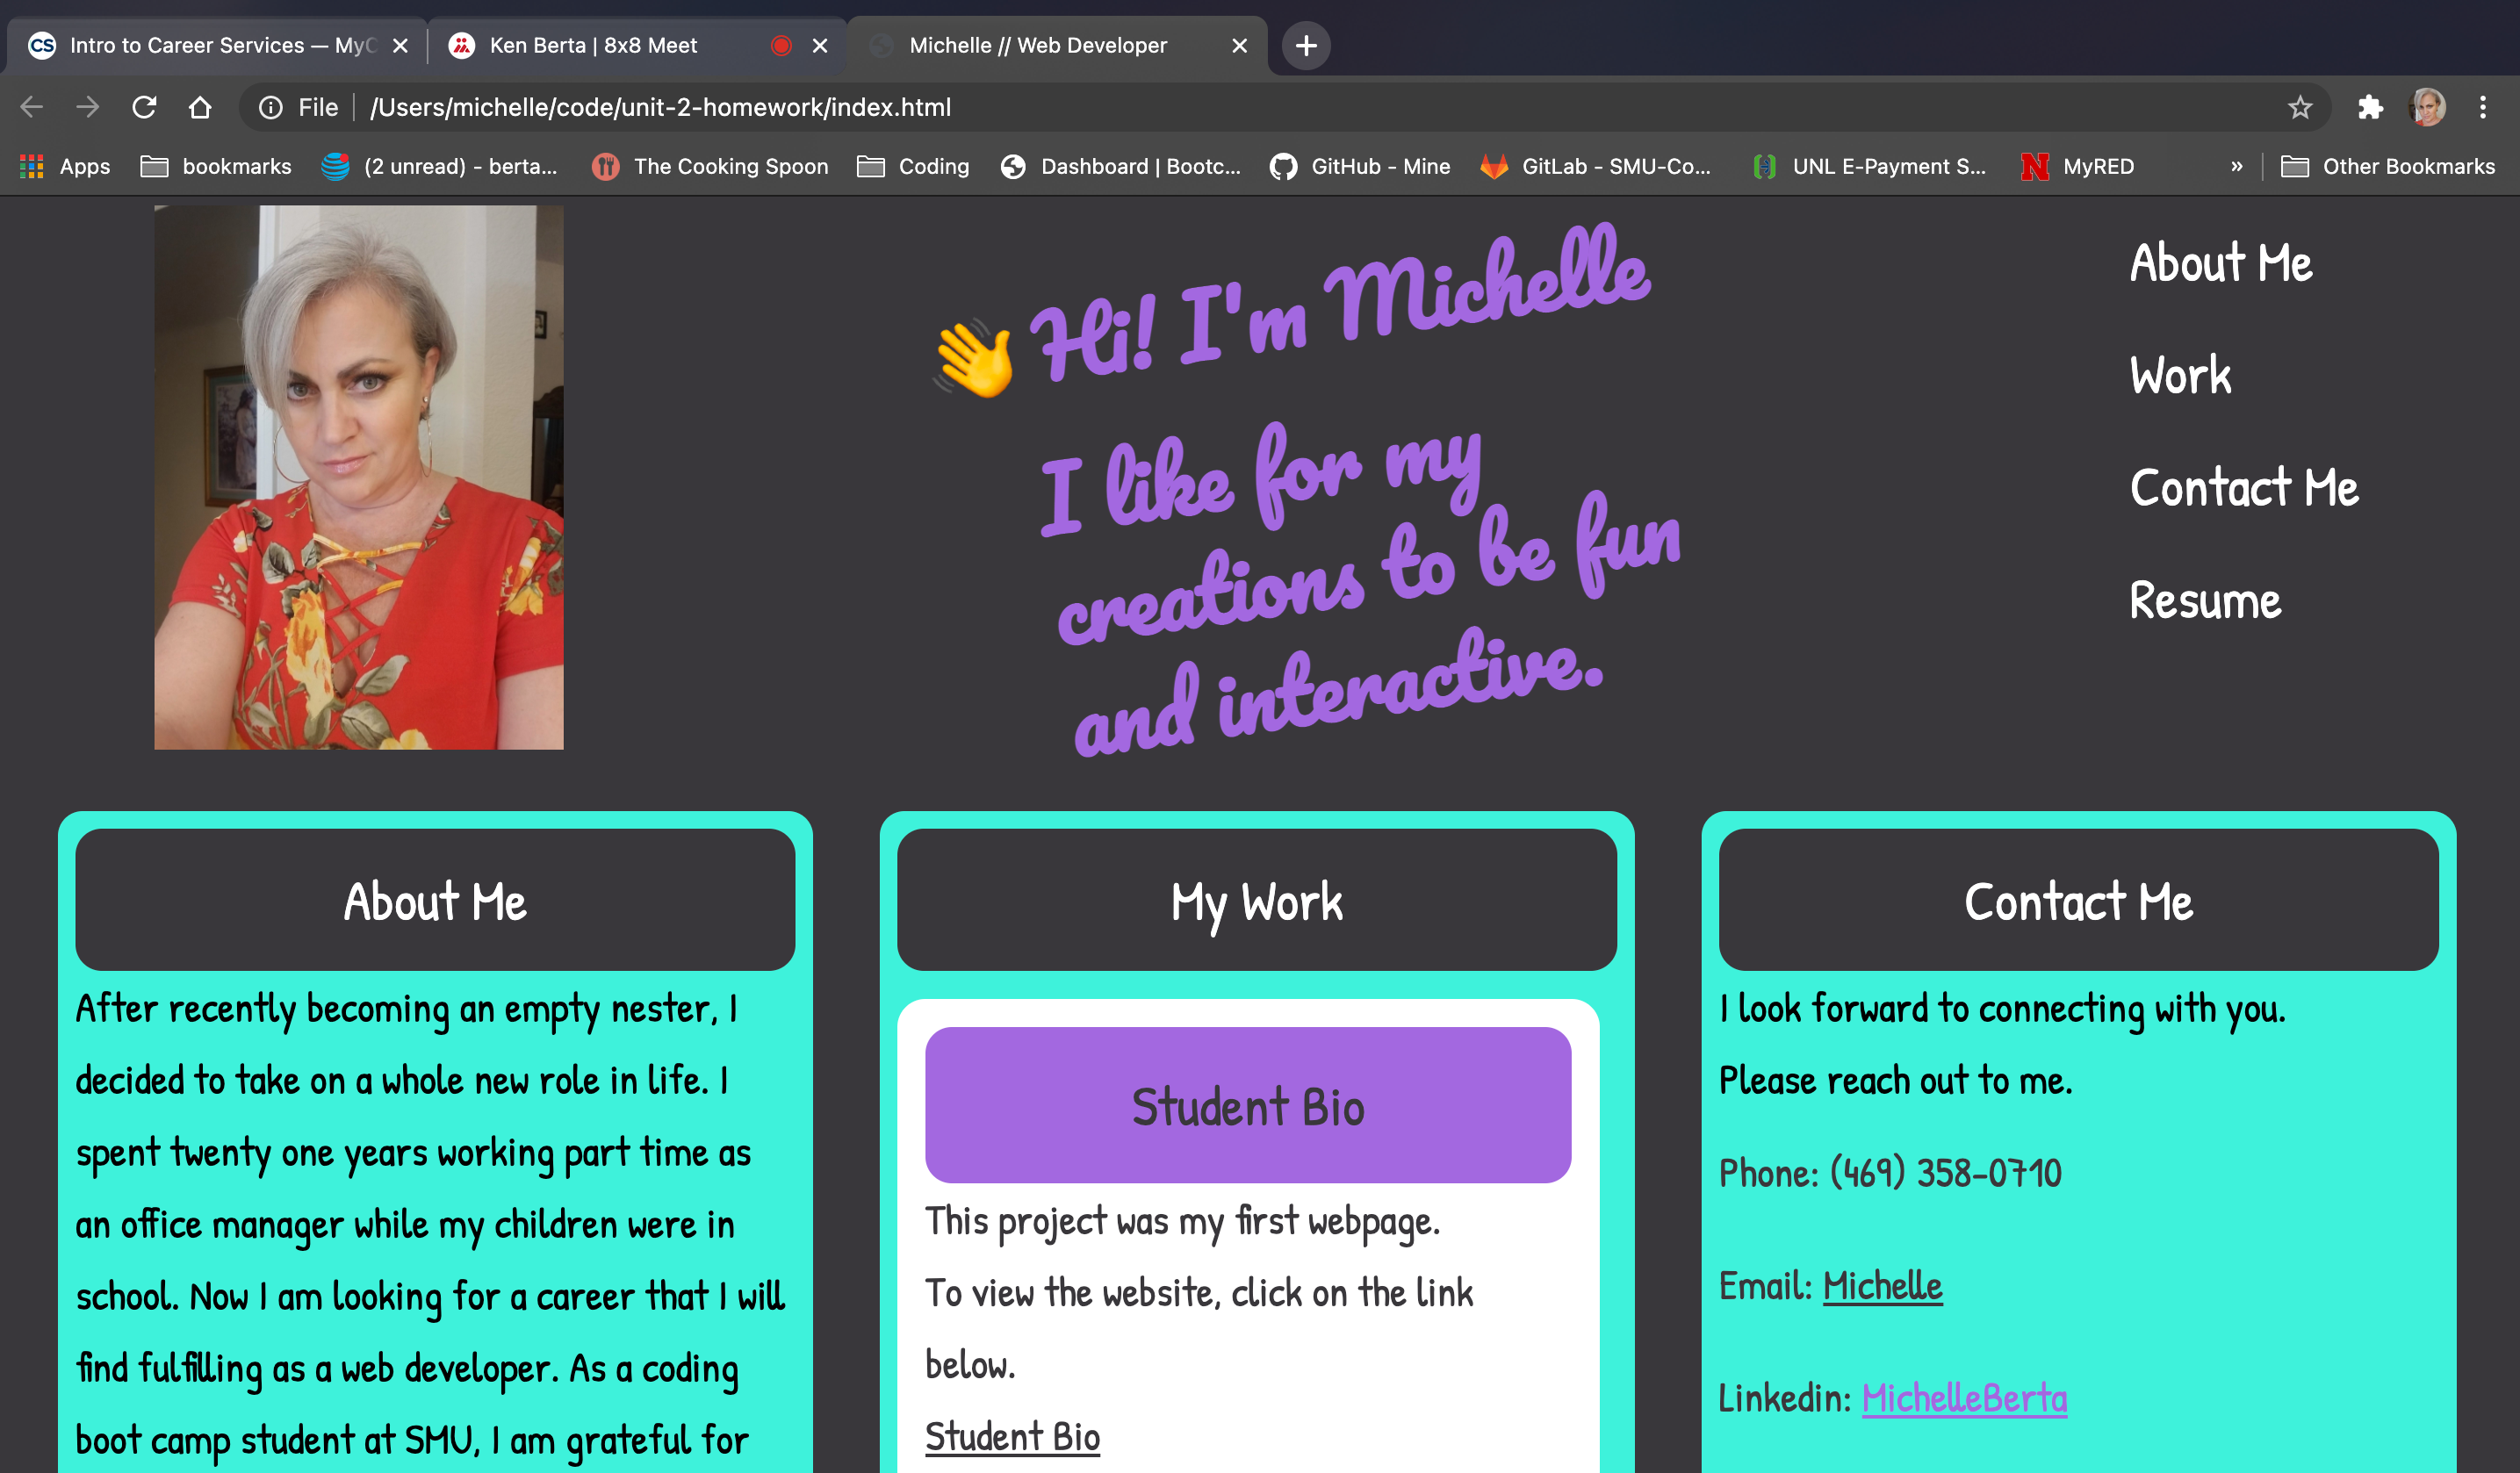 CS Intro to Career Services — MyC
Ken Berta | 8x8 Meet
Michelle // Web Developer
File /Users/michelle/code/unit-2-homework/index.html
Apps bookmarks (2 unread) - berta... The Cooking Spoon Coding Dashboard | Bootc... GitHub - Mine GitLab - SMU-Co... UNL E-Payment S... N MyRED » Other Bookmarks
👋 Hi! I'm Michelle
I like for my
creations to be fun
and interactive.
About Me
Work
Contact Me
Resume
About Me
After recently becoming an empty nester, I
decided to take on a whole new role in life. I
spent twenty one years working part time as
an office manager while my children were in
school. Now I am looking for a career that I will
find fulfilling as a web developer. As a coding
boot camp student at SMU, I am grateful for
My Work
Student Bio
This project was my first webpage.
To view the website, click on the link
below.
Student Bio
Contact Me
I look forward to connecting with you.
Please reach out to me.
Phone: (469) 358-0710
Email: Michelle
Linkedin: MichelleBerta